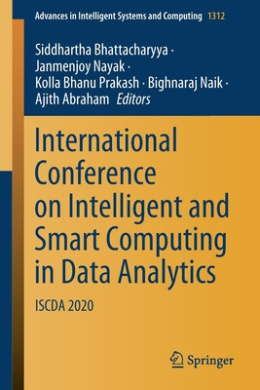 Advances in Intelligent Systems and Computing 1312
Siddhartha Bhattacharyya ·
Janmenjoy Nayak ·
Kolla Bhanu Prakash · Bighnaraj Naik ·
Ajith Abraham Editors
International
Conference
on Intelligent and
Smart Computing
in Data Analytics
ISCDA 2020
Springer